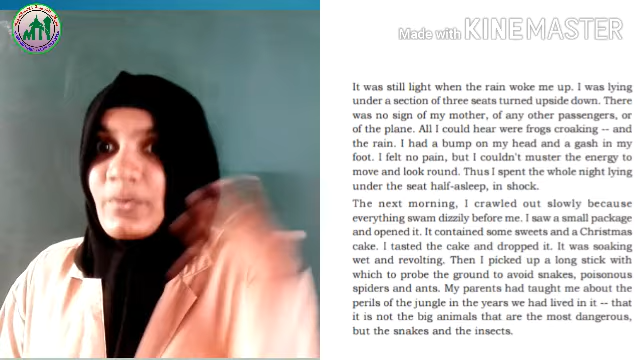 Made with KINEMASTER
It was still light when the rain woke me up. I was lying
under a section of three seats turned upside down. There
was no sign of my mother, of any other passengers, or
of the plane. All I could hear were frogs croaking -- and
the rain. I had a bump on my head and a gash in my
foot. I felt no pain, but I couldn't muster the energy to
move and look round. Thus I spent the whole night lying
under the seat half-asleep, in shock.
The next morning, I crawled out slowly because
everything swam dizzily before me. I saw a small package
and opened it. It contained some sweets and a Christmas
cake. I tasted the cake and dropped it. It was soaking
wet and revolting. Then I picked up a long stick with
which to probe the ground to avoid snakes, poisonous
spiders and ants. My parents had taught me about the
perils of the jungle in the years we had lived in it -- that
it is not the big animals that are the most dangerous,
but the snakes and the insects.